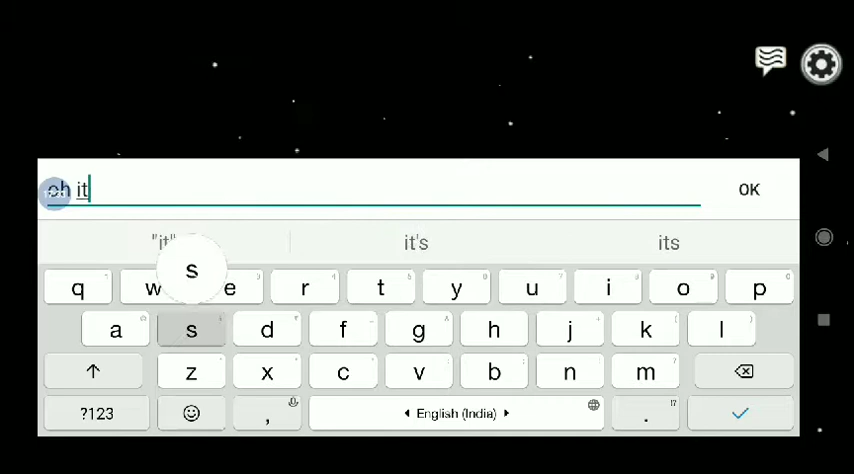 oh it
OK
"it" it's its
s
q w e r t y u i o p
a s d f g h j k l
z x c v b n m
?123 , English (India) .